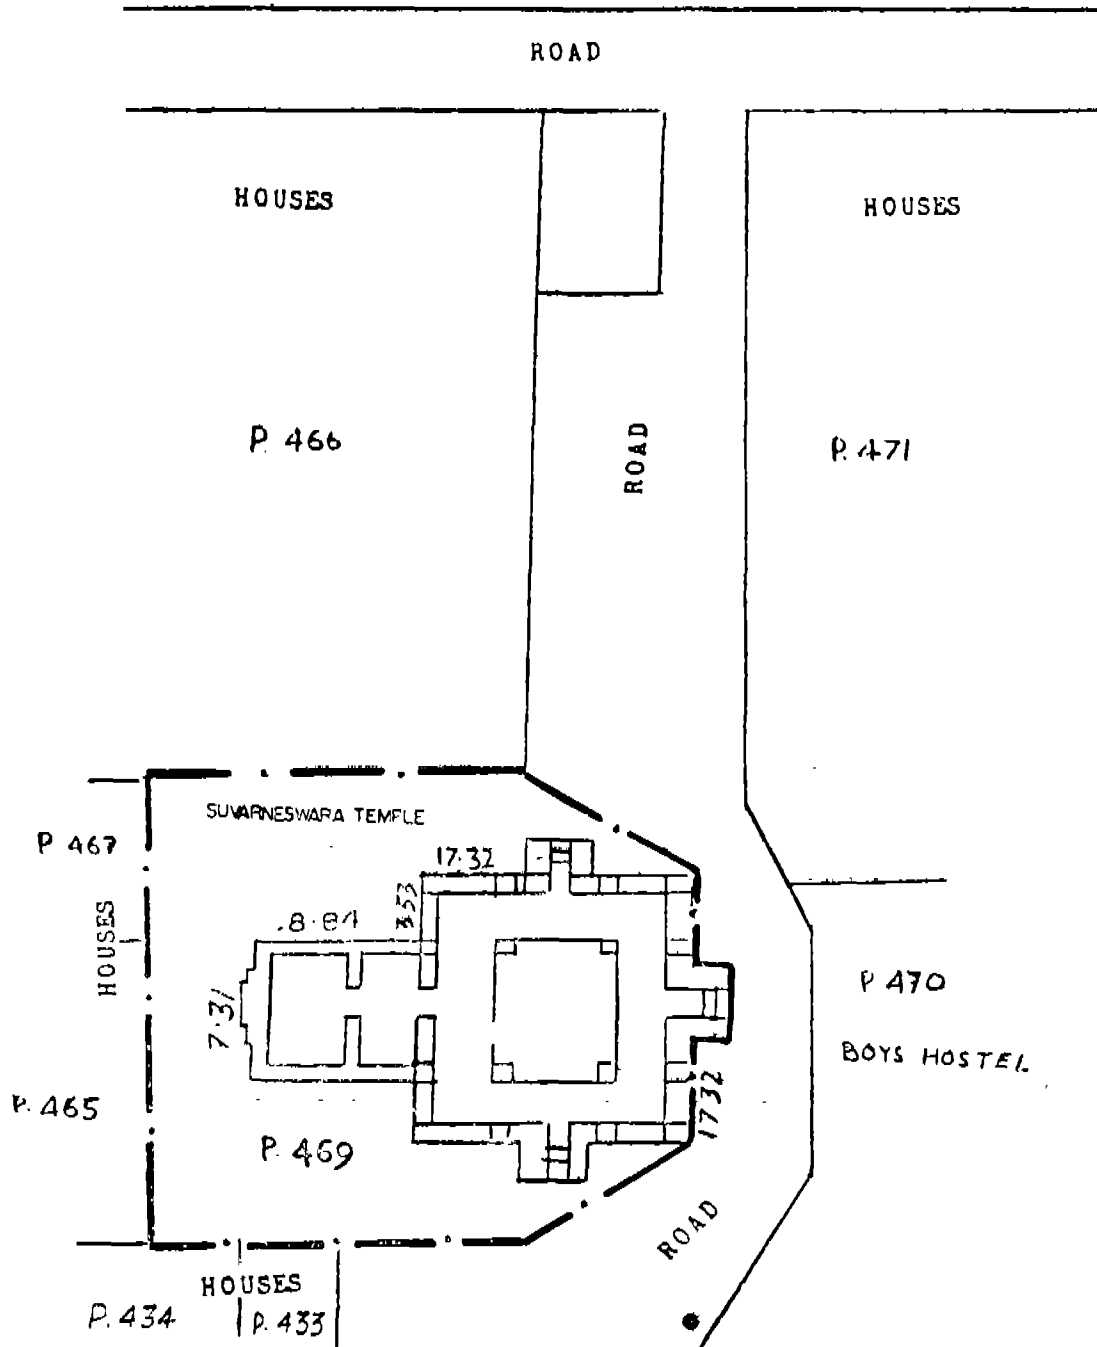 ROAD
HOUSES
HOUSES
P. 466
ROAD
P. 471
SUVARNESWARA TEMPLE
P 467
17.32
3.53
8.84
HOUSES
7.31
P 470
BOYS HOSTEL
P. 465
17.32
P. 469
ROAD
HOUSES
P. 434
P. 433